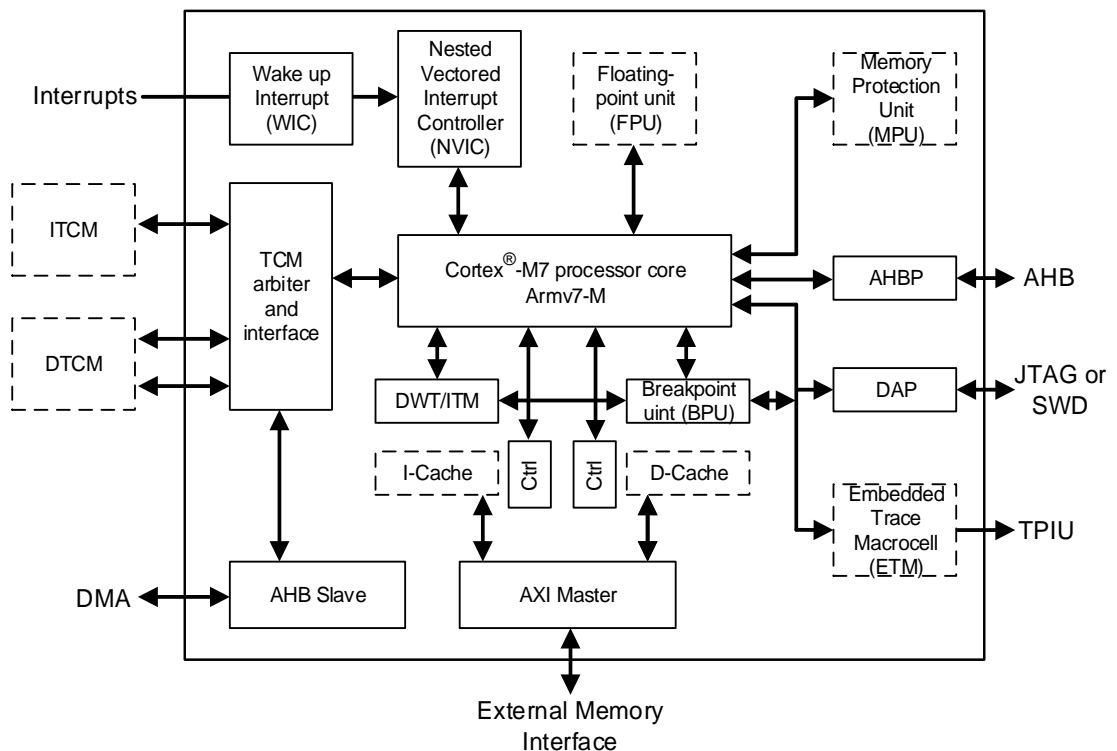 Interrupts
Wake up
Interrupt
(WIC)
Nested
Vectored
Interrupt
Controller
(NVIC)
Floating-
point unit
(FPU)
Memory
Protection
Unit
(MPU)
ITCM
DTCM
TCM
arbiter
and
interface
Cortex®-M7 processor core
Armv7-M
AHBP
AHB
DWT/ITM
Breakpoint
uint (BPU)
DAP
JTAG or
SWD
I-Cache
Ctrl
Ctrl
D-Cache
Embedded
Trace
Macrocell
(ETM)
TPIU
DMA
AHB Slave
AXI Master
External Memory
Interface